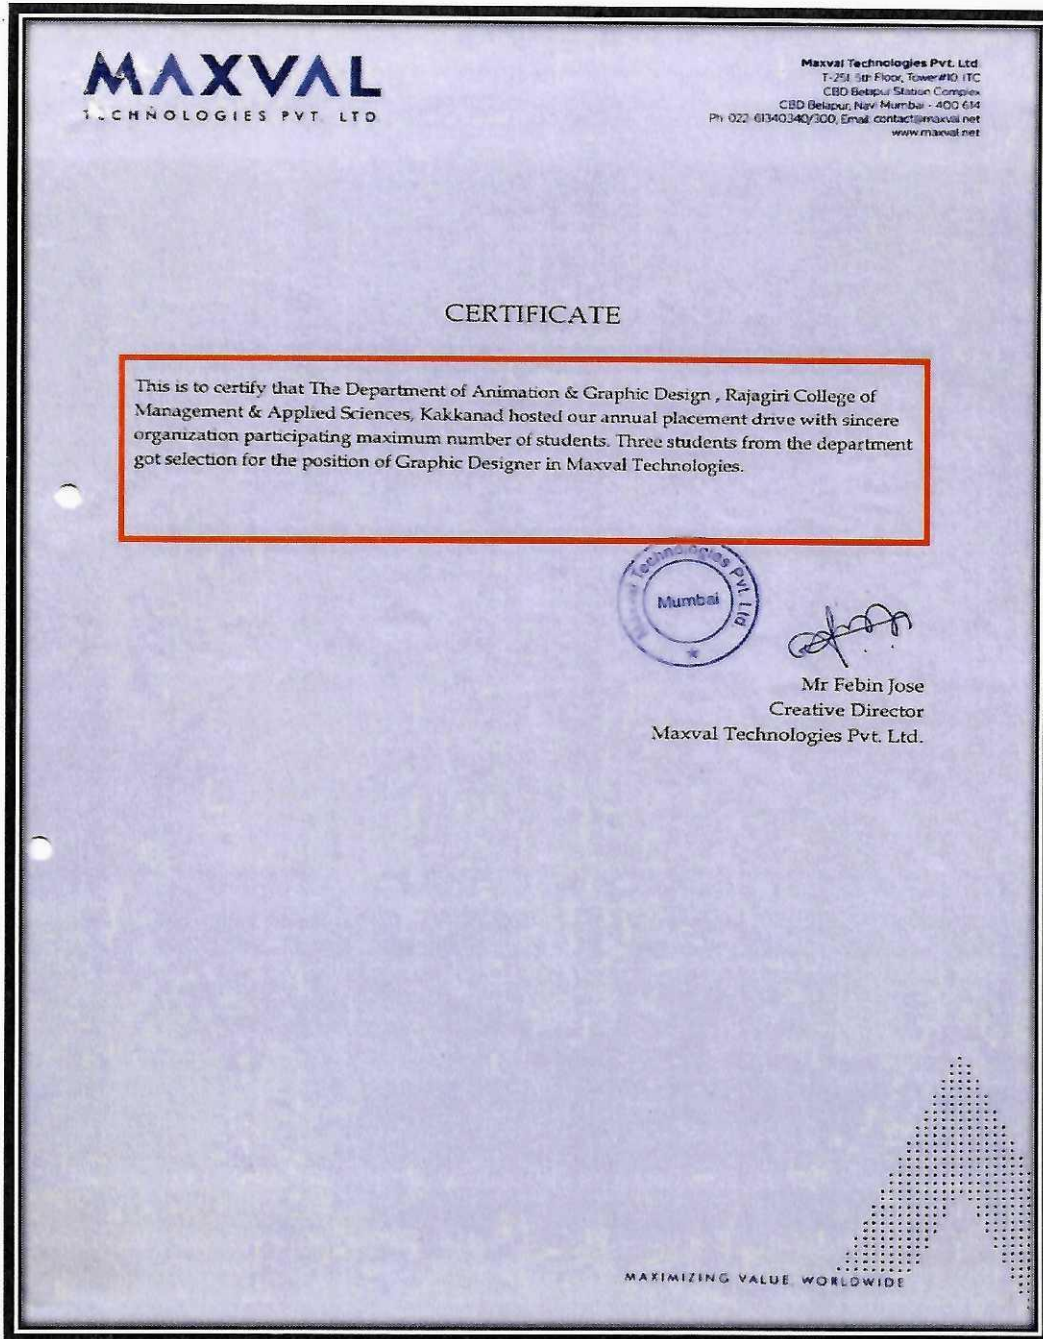 MAXVAL
TECHNOLOGIES PVT. LTD
Maxval Technologies Pvt. Ltd
T-251 5th Floor, Tower#10 ITC
CBD Belapur Station Complex
CBD Belapur, Navi Mumbai - 400 614
Ph 022 61340340/300, Email contact@maxval.net
www.maxval.net
CERTIFICATE
This is to certify that The Department of Animation & Graphic Design , Rajagiri College of
Management & Applied Sciences, Kakkanad hosted our annual placement drive with sincere
organization participating maximum number of students. Three students from the department
got selection for the position of Graphic Designer in Maxval Technologies.
Technologies Pvt. Ltd
Mumbai
Mr Febin Jose
Creative Director
Maxval Technologies Pvt. Ltd.
MAXIMIZING VALUE WORLDWIDE